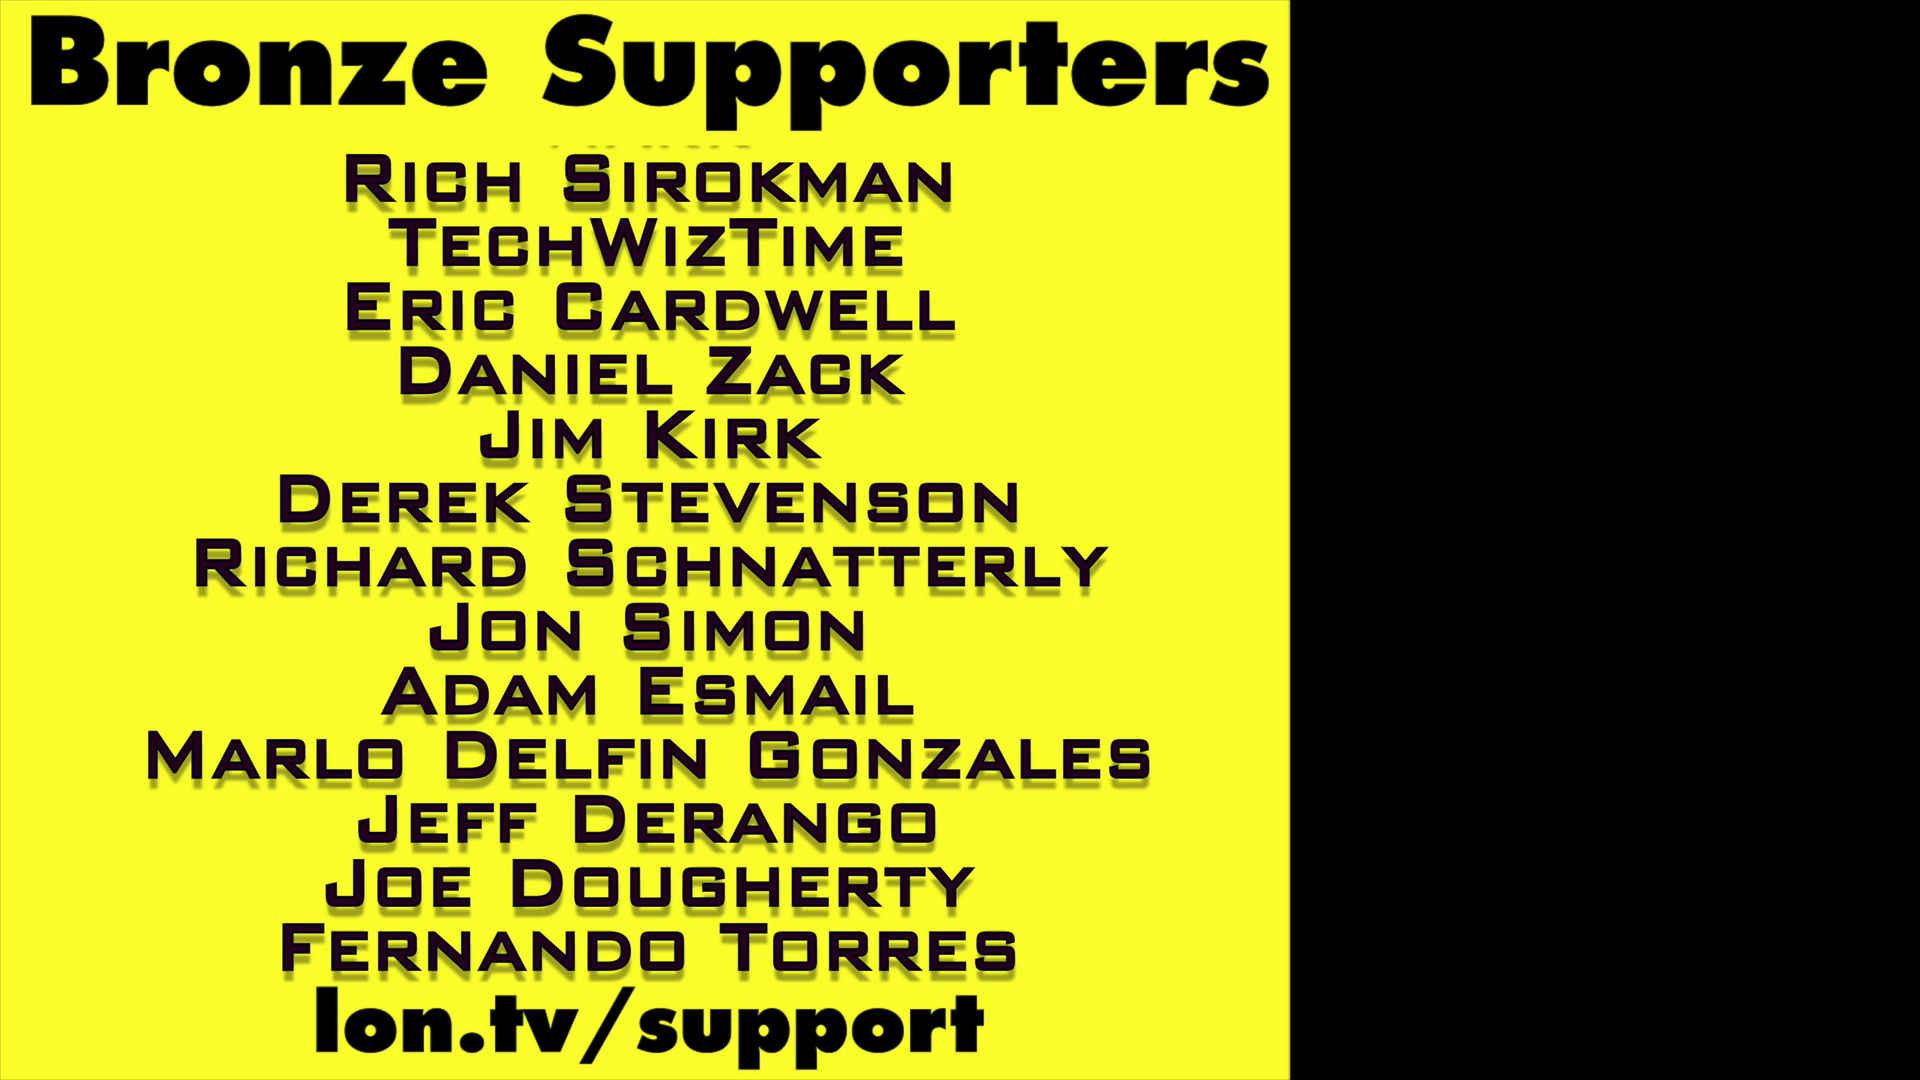 Bronze Supporters
Rich Sirokman
TechWizTime
Eric Cardwell
Daniel Zack
Jim Kirk
Derek Stevenson
Richard Schnatterly
Jon Simon
Adam Esmail
Marlo Delfin Gonzales
Jeff Derango
Joe Dougherty
Fernando Torres
lon.tv/support